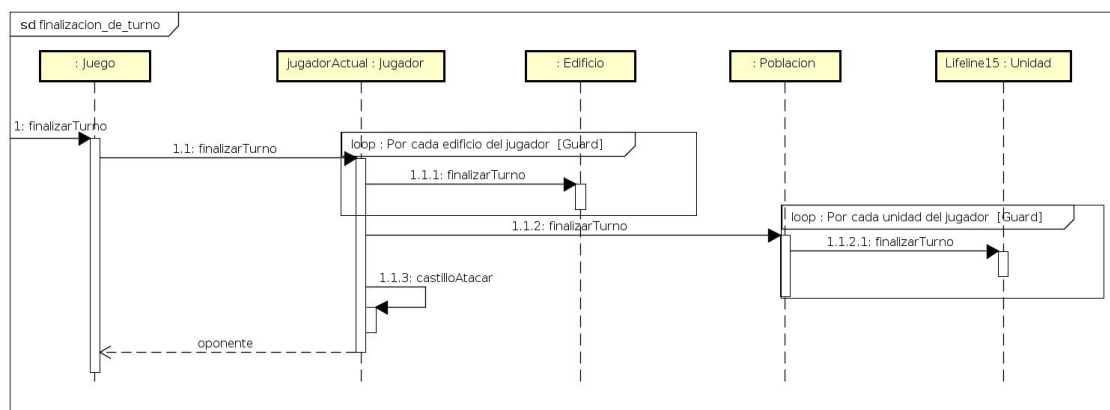 sd finalizacion_de_turno
: Juego
jugadorActual : Jugador
: Edificio
: Poblacion
Lifeline15 : Unidad
1: finalizarTurno
loop : Por cada edificio del jugador [Guard]
1.1: finalizarTurno
1.1.1: finalizarTurno
loop : Por cada unidad del jugador [Guard]
1.1.2: finalizarTurno
1.1.2.1: finalizarTurno
1.1.3: castilloAtacar
oponente